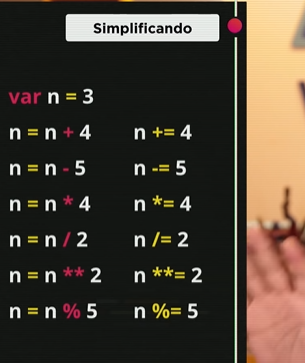 Simplificando
var n = 3
n = n + 4 n += 4
n = n - 5 n -= 5
n = n * 4 n *= 4
n = n / 2 n /= 2
n = n ** 2 n **= 2
n = n % 5 n %= 5